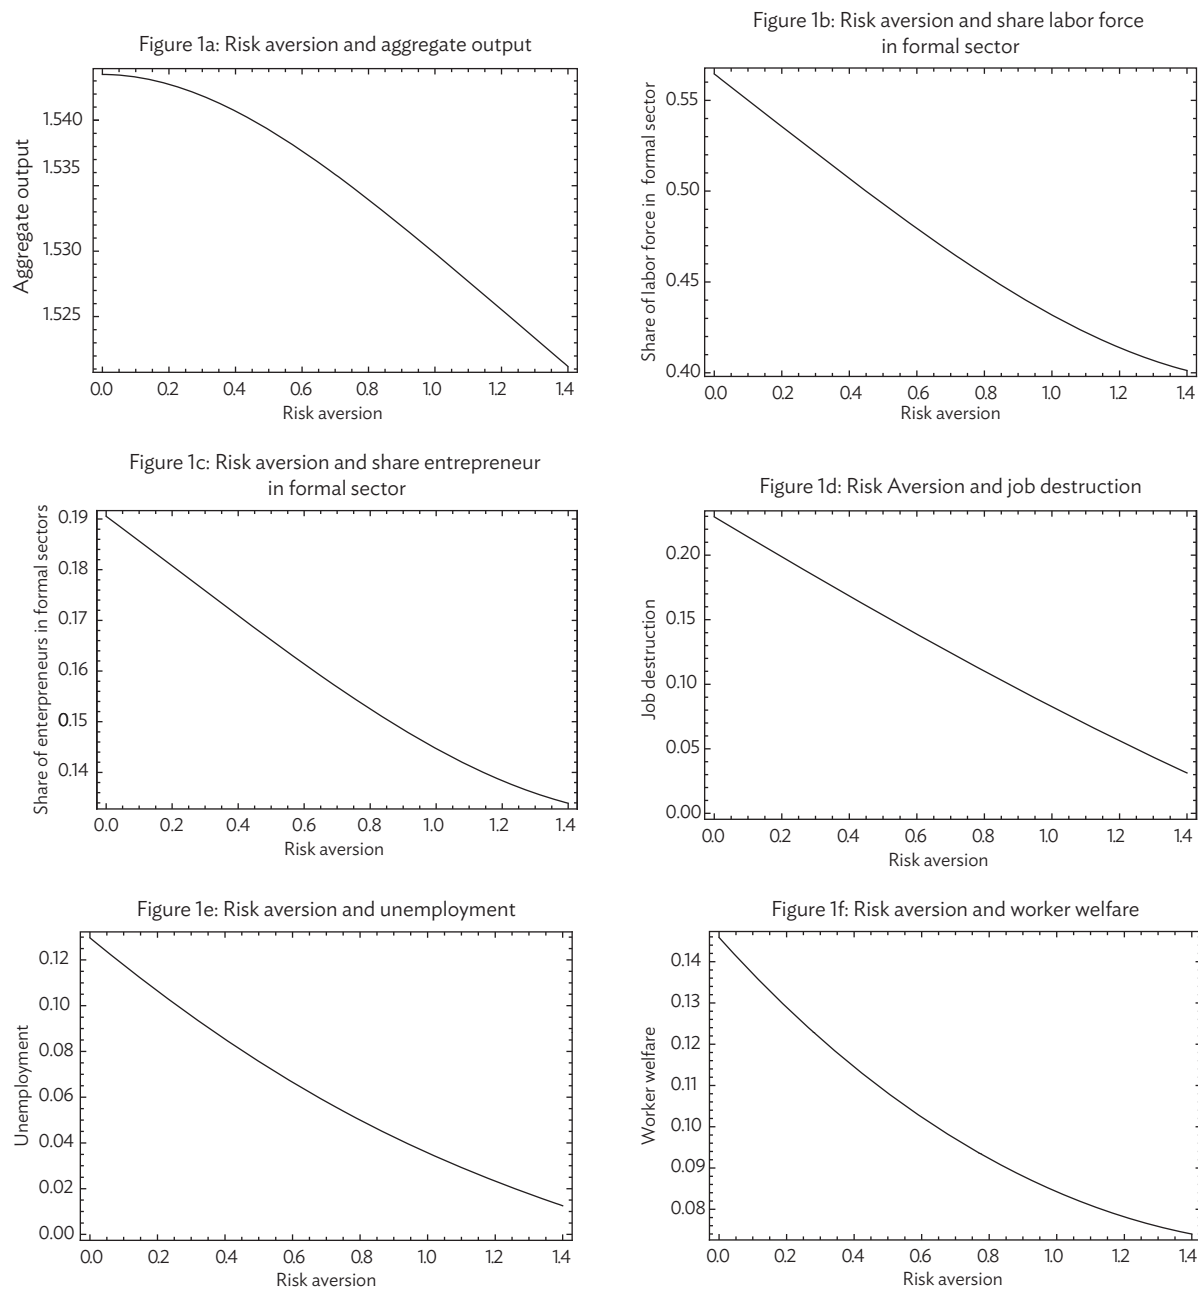 Figure 1a: Risk aversion and aggregate output
Aggregate output
1.540
1.535
1.530
1.525
0.0 0.2 0.4 0.6 0.8 1.0 1.2 1.4
Risk aversion
Figure 1b: Risk aversion and share labor force
in formal sector
Share of labor force in formal sector
0.55
0.50
0.45
0.40
0.0 0.2 0.4 0.6 0.8 1.0 1.2 1.4
Risk aversion
Figure 1c: Risk aversion and share entrepreneur
in formal sector
Share of enterpreneurs in formal sectors
0.19
0.18
0.17
0.16
0.15
0.14
0.0 0.2 0.4 0.6 0.8 1.0 1.2 1.4
Risk aversion
Figure 1d: Risk Aversion and job destruction
Job destruction
0.20
0.15
0.10
0.05
0.00
0.0 0.2 0.4 0.6 0.8 1.0 1.2 1.4
Risk aversion
Figure 1e: Risk aversion and unemployment
Unemployment
0.12
0.10
0.08
0.06
0.04
0.02
0.00
0.0 0.2 0.4 0.6 0.8 1.0 1.2 1.4
Risk aversion
Figure 1f: Risk aversion and worker welfare
Worker welfare
0.14
0.13
0.12
0.11
0.10
0.09
0.08
0.0 0.2 0.4 0.6 0.8 1.0 1.2 1.4
Risk aversion